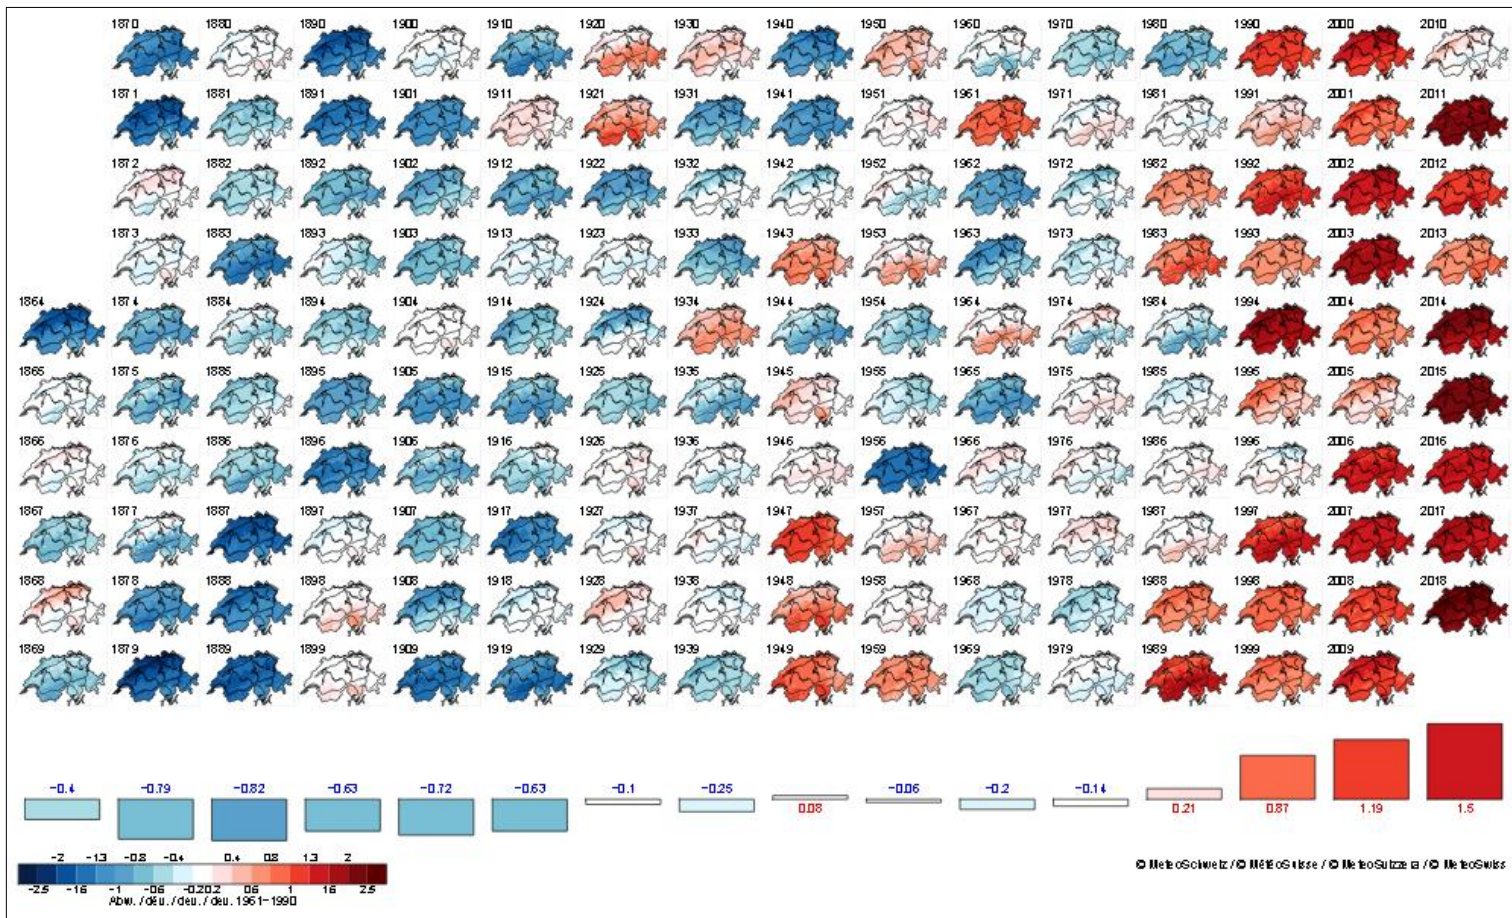 1870 1880 1890 1900 1910 1920 1930 1940 1950 1960 1970 1980 1990 2000 2010
1871 1881 1891 1901 1911 1921 1931 1941 1951 1961 1971 1981 1991 2001 2011
1872 1882 1892 1902 1912 1922 1932 1942 1952 1962 1972 1982 1992 2002 2012
1873 1883 1893 1903 1913 1923 1933 1943 1953 1963 1973 1983 1993 2003 2013
1864 1874 1884 1894 1904 1914 1924 1934 1944 1954 1964 1974 1984 1994 2004 2014
1865 1875 1885 1895 1905 1915 1925 1935 1945 1955 1965 1975 1985 1995 2005 2015
1866 1876 1886 1896 1906 1916 1926 1936 1946 1956 1966 1976 1986 1996 2006 2016
1867 1877 1887 1897 1907 1917 1927 1937 1947 1957 1967 1977 1987 1997 2007 2017
1868 1878 1888 1898 1908 1918 1928 1938 1948 1958 1968 1978 1988 1998 2008 2018
1869 1879 1889 1899 1909 1919 1929 1939 1949 1959 1969 1979 1989 1999 2009
-0.4 -0.79 -0.82 -0.63 -0.72 -0.63 -0.1 -0.25 0.08 -0.06 -0.2 -0.14 0.21 0.87 1.19 1.5
-2 -1.3 -0.8 -0.4 0.4 0.8 1.3 2
-2.5 -1.6 -1 -0.6 -0.2 0.2 0.6 1 1.6 2.5
Abw. / dév. / dev. / dev. 1961-1990
© MeteoSchweiz / © MétéoSuisse / © MeteoSvizzera / © MeteoSwiss